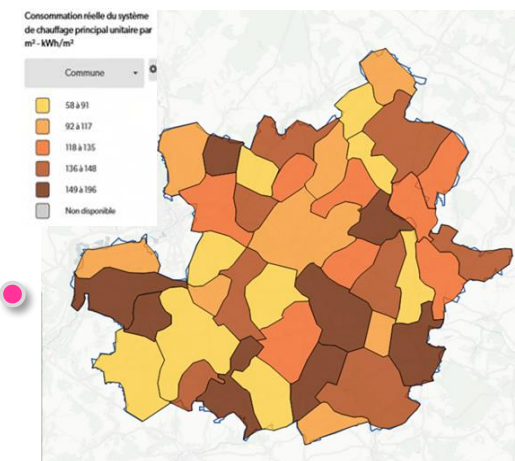 Consommation réelle du système
de chauffage principal unitaire par
m² - kWh/m²
Commune
58 à 91
92 à 117
118 à 135
136 à 148
149 à 196
Non disponible